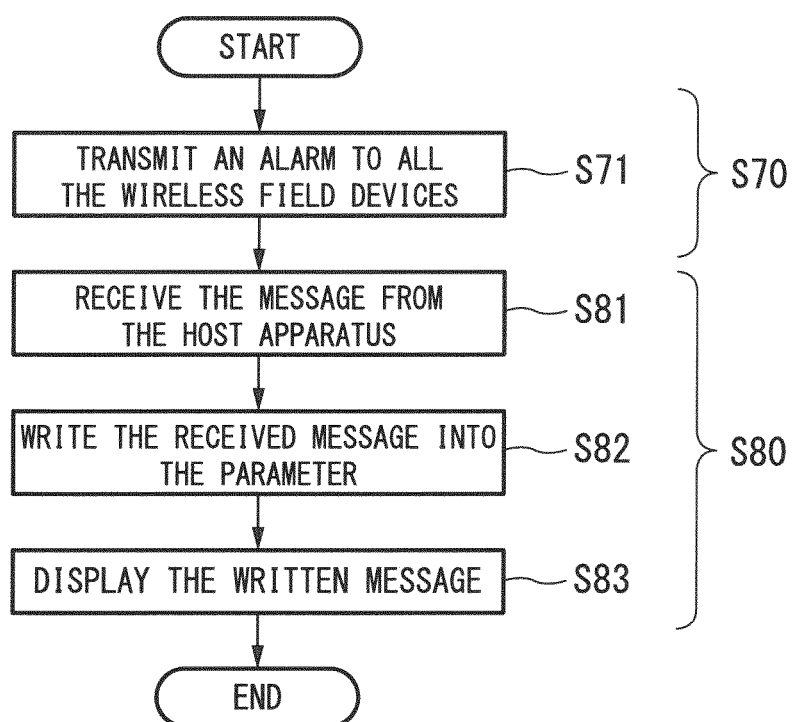 START
TRANSMIT AN ALARM TO ALL
THE WIRELESS FIELD DEVICES
S71
S70
RECEIVE THE MESSAGE FROM
THE HOST APPARATUS
S81
WRITE THE RECEIVED MESSAGE INTO
THE PARAMETER
S82
S80
DISPLAY THE WRITTEN MESSAGE
S83
END